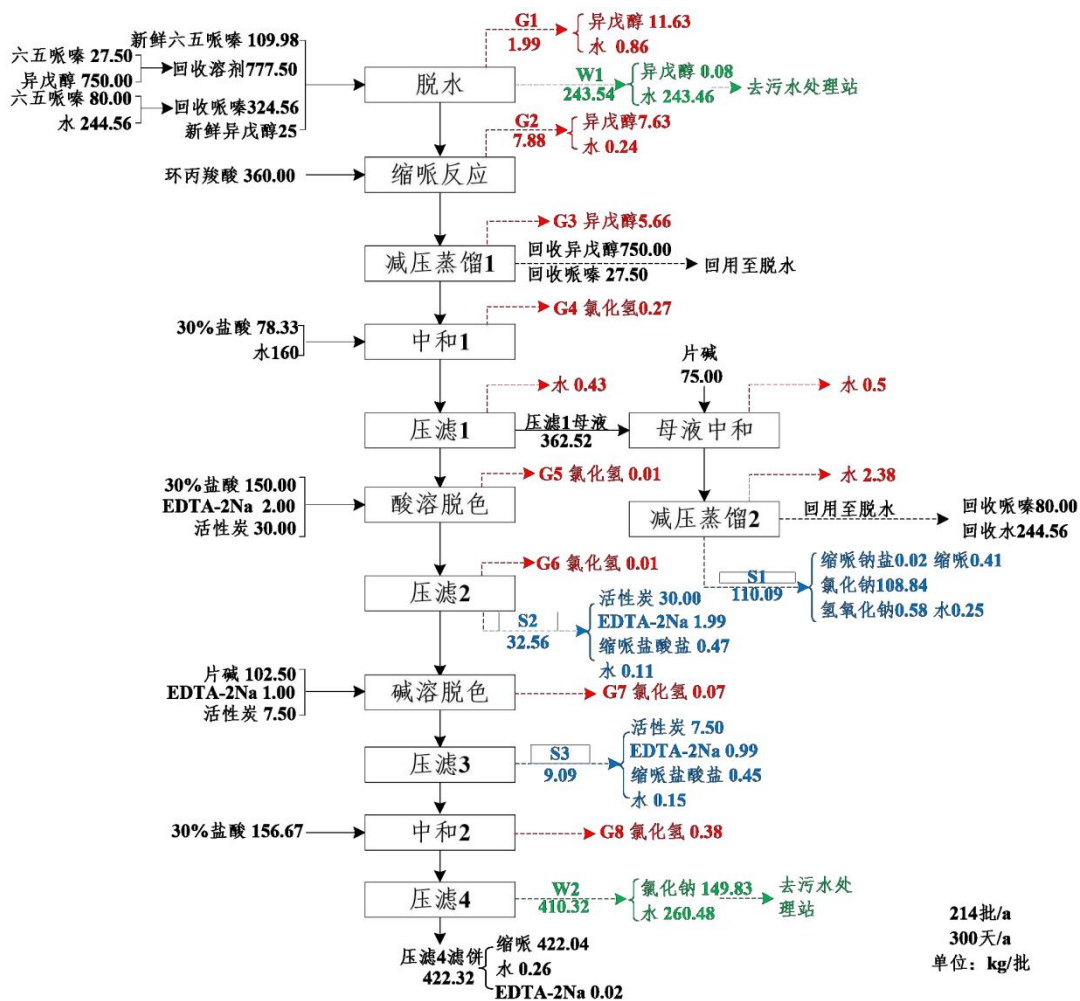 新鲜六五哌嗪 109.98
六五哌嗪 27.50
异戊醇 750.00
回收溶剂777.50
六五哌嗪 80.00
水 244.56
回收哌嗪324.56
新鲜异戊醇25
脱水
G1
1.99
异戊醇 11.63
水 0.86
W1
243.54
异戊醇 0.08
水 243.46
去污水处理站
G2
7.88
异戊醇7.63
水 0.24
环丙羧酸 360.00
缩哌反应
G3 异戊醇5.66
减压蒸馏1
回收异戊醇750.00
回收哌嗪 27.50
回用至脱水
G4 氯化氢0.27
30%盐酸 78.33
水160
中和1
水 0.43
压滤1
压滤1母液
362.52
片碱
75.00
水 0.5
母液中和
G5 氯化氢 0.01
30%盐酸 150.00
EDTA-2Na 2.00
活性炭 30.00
酸溶脱色
水 2.38
减压蒸馏2
回用至脱水
回收哌嗪80.00
回收水244.56
S1
110.09
缩哌钠盐0.02 缩哌0.41
氯化钠108.84
氢氧化钠0.58 水0.25
G6 氯化氢 0.01
压滤2
S2
32.56
活性炭 30.00
EDTA-2Na 1.99
缩哌盐酸盐 0.47
水 0.11
片碱 102.50
EDTA-2Na 1.00
活性炭 7.50
碱溶脱色
G7 氯化氢 0.07
压滤3
S3
9.09
活性炭 7.50
EDTA-2Na 0.99
缩哌盐酸盐 0.45
水 0.15
30%盐酸 156.67
中和2
G8 氯化氢 0.38
压滤4
W2
410.32
氯化钠 149.83
水 260.48
去污水处
理站
压滤4滤饼
422.32
缩哌 422.04
水 0.26
EDTA-2Na 0.02
214批/a
300天/a
单位：kg/批